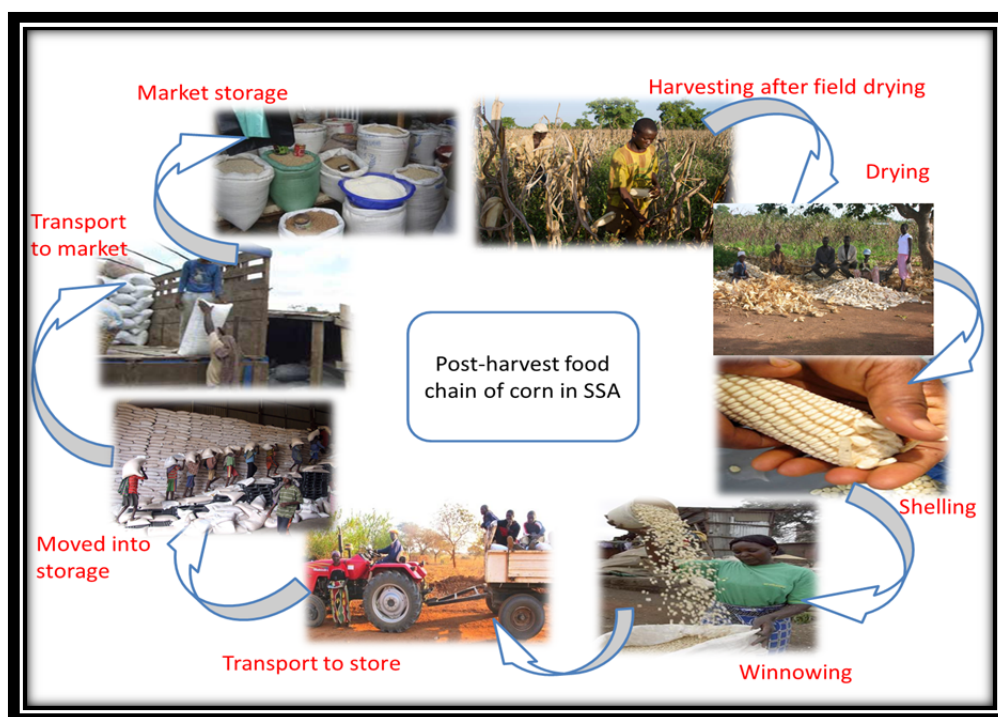 Post-harvest food
chain of corn in SSA
Harvesting after field drying
Drying
Shelling
Winnowing
Transport to store
Moved into
storage
Transport
to market
Market storage